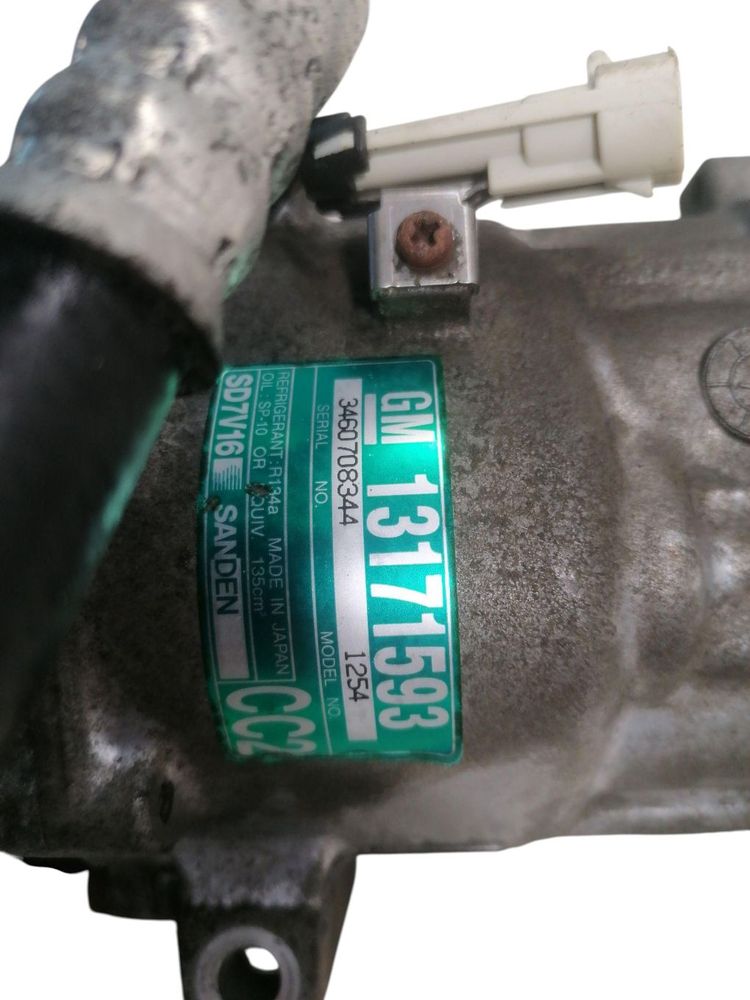 GM 13171593
3460708344 1254
SERIAL NO. MODEL NO.
REFRIGERANT: R134a MADE IN JAPAN
OIL: SP-10 OR 135cm³
SD7V16 SANDEN CC2